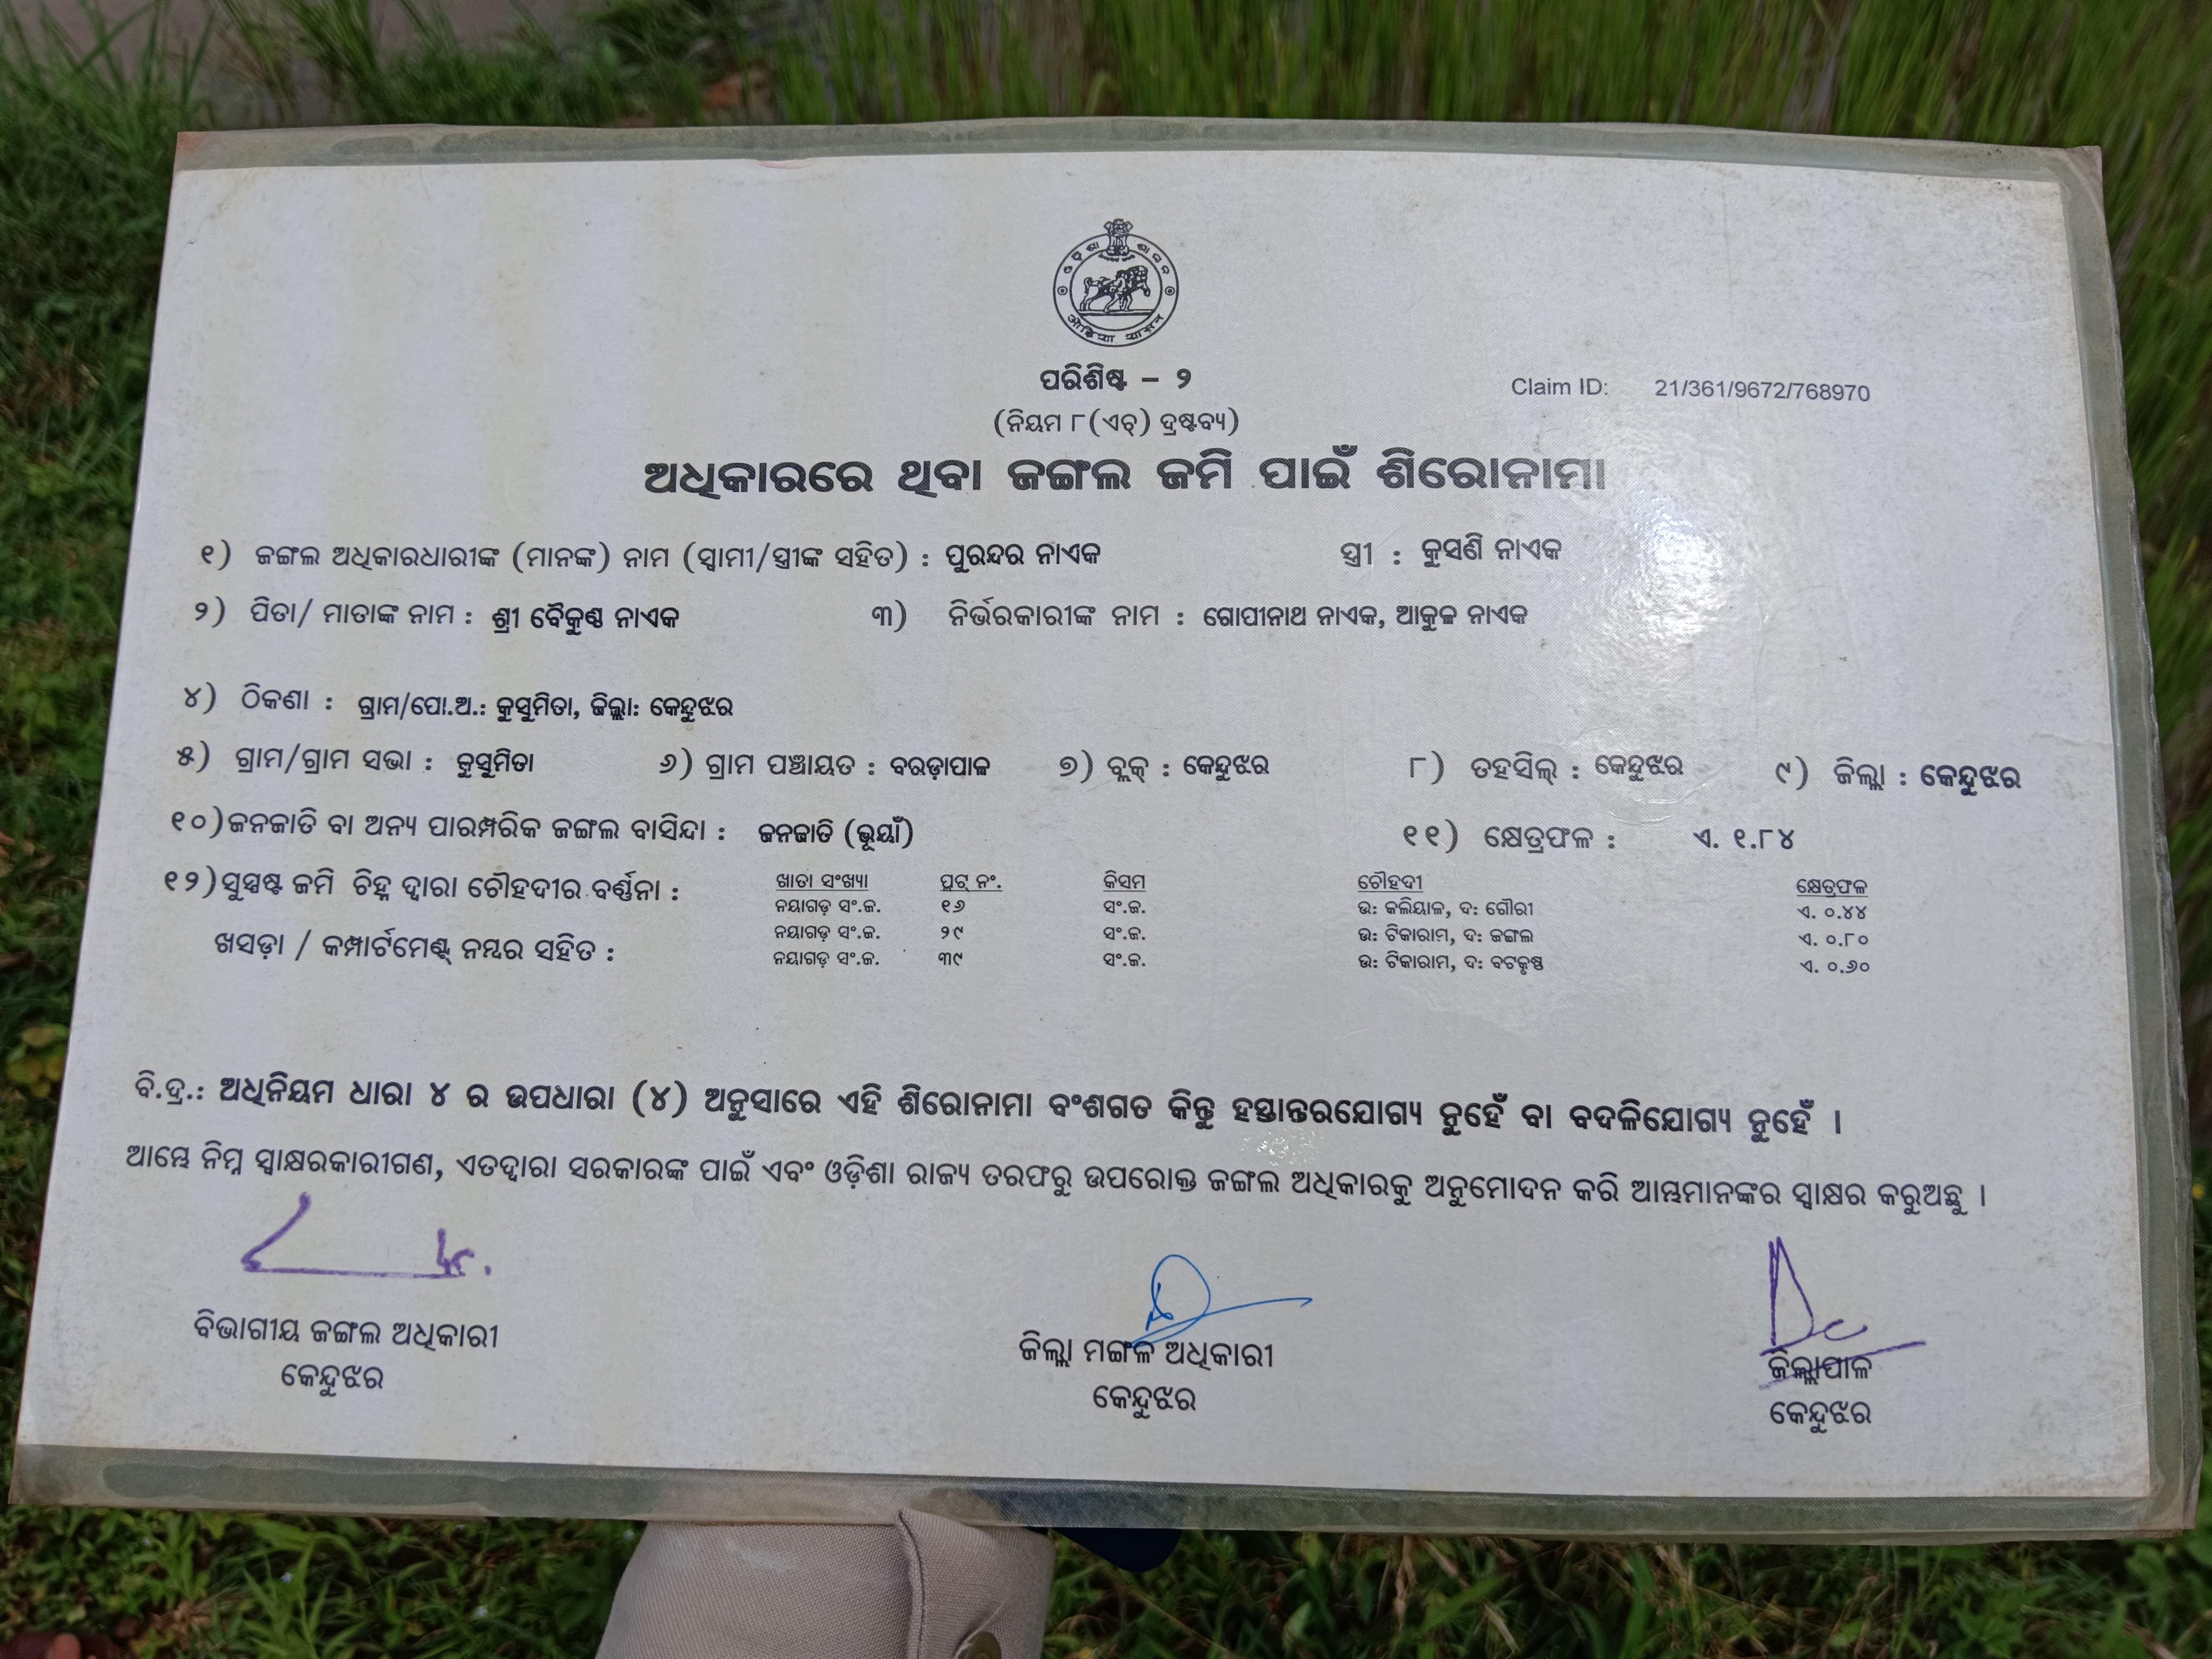 ଓଡ଼ିଶା ଶାସନ
ओड़िशा शासन
ପରିଶିଷ୍ଟ – ୨
Claim ID: 21/361/9672/768970
(ନିୟମ ୮(ଏଚ୍) ଦ୍ରଷ୍ଟବ୍ୟ)
ଅଧିକାରରେ ଥିବା ଜଙ୍ଗଲ ଜମି ପାଇଁ ଶିରୋନାମା
୧) ଜଙ୍ଗଲ ଅଧିକାରଧାରୀଙ୍କ (ମାନଙ୍କ) ନାମ (ସ୍ୱାମୀ/ସ୍ତ୍ରୀଙ୍କ ସହିତ) : ପୁରନ୍ଦର ନାଏକ ସ୍ତ୍ରୀ : କୁସଣି ନାଏକ
୨) ପିତା/ ମାତାଙ୍କ ନାମ : ଶ୍ରୀ ବୈକୁଣ୍ଠ ନାଏକ ୩) ନିର୍ଭରକାରୀଙ୍କ ନାମ : ଗୋପୀନାଥ ନାଏକ, ଆକୁଳ ନାଏକ
୪) ଠିକଣା : ଗ୍ରାମ/ପୋ.ଅ.: କୁସୁମିତା, ଜିଲ୍ଲା: କେନ୍ଦୁଝର
୫) ଗ୍ରାମ/ଗ୍ରାମ ସଭା : କୁସୁମିତା ୬) ଗ୍ରାମ ପଞ୍ଚାୟତ : ବରଡ଼ାପାଳ ୭) ବ୍ଲକ୍ : କେନ୍ଦୁଝର ୮) ତହସିଲ୍ : କେନ୍ଦୁଝର ୯) ଜିଲ୍ଲା : କେନ୍ଦୁଝର
୧୦) ଜନଜାତି ବା ଅନ୍ୟ ପାରମ୍ପରିକ ଜଙ୍ଗଲ ବାସିନ୍ଦା : ଜନଜାତି (ଭୂୟାଁ) ୧୧) କ୍ଷେତ୍ରଫଳ : ଏ. ୧.୮୪
୧୨) ସୁସ୍ପଷ୍ଟ ଜମି ଚିହ୍ନ ଦ୍ୱାରା ଚୌହଦୀର ବର୍ଣ୍ଣନା : ଖାତା ସଂଖ୍ୟା ପ୍ଲଟ୍ ନଂ. କିସମ ଚୌହଦୀ କ୍ଷେତ୍ରଫଳ
ନୟାଗଡ଼ ସଂ.ଜ. ୧୬ ସଂ.ଜ. ଉ: କଲିୟାଳ, ଦ: ଗୌରୀ ଏ. ୦.୪୪
ନୟାଗଡ଼ ସଂ.ଜ. ୨୯ ସଂ.ଜ. ଉ: ଟିକାରାମ, ଦ: ଜଙ୍ଗଲ ଏ. ୦.୮୦
ଖସଡ଼ା / କମ୍ପାର୍ଟମେଣ୍ଟ୍ ନମ୍ବର ସହିତ : ନୟାଗଡ଼ ସଂ.ଜ. ୩୯ ସଂ.ଜ. ଉ: ଟିକାରାମ, ଦ: ବଟକୃଷ୍ଣ ଏ. ୦.୬୦
ବି.ଦ୍ର.: ଅଧିନିୟମ ଧାରା ୪ ର ଉପଧାରା (୪) ଅନୁସାରେ ଏହି ଶିରୋନାମା ବଂଶଗତ କିନ୍ତୁ ହସ୍ତାନ୍ତରଯୋଗ୍ୟ ନୁହେଁ ବା ବଦଳିଯୋଗ୍ୟ ନୁହେଁ ।
ଆମ୍ଭେ ନିମ୍ନ ସ୍ୱାକ୍ଷରକାରୀଗଣ, ଏତଦ୍ୱାରା ସରକାରଙ୍କ ପାଇଁ ଏବଂ ଓଡ଼ିଶା ରାଜ୍ୟ ତରଫରୁ ଉପରୋକ୍ତ ଜଙ୍ଗଲ ଅଧିକାରକୁ ଅନୁମୋଦନ କରି ଆମ୍ଭମାନଙ୍କର ସ୍ୱାକ୍ଷର କରୁଅଛୁ ।
ବିଭାଗୀୟ ଜଙ୍ଗଲ ଅଧିକାରୀ ଜିଲ୍ଲା ମଙ୍ଗଳ ଅଧିକାରୀ ଜିଲ୍ଲାପାଳ
କେନ୍ଦୁଝର କେନ୍ଦୁଝର କେନ୍ଦୁଝର